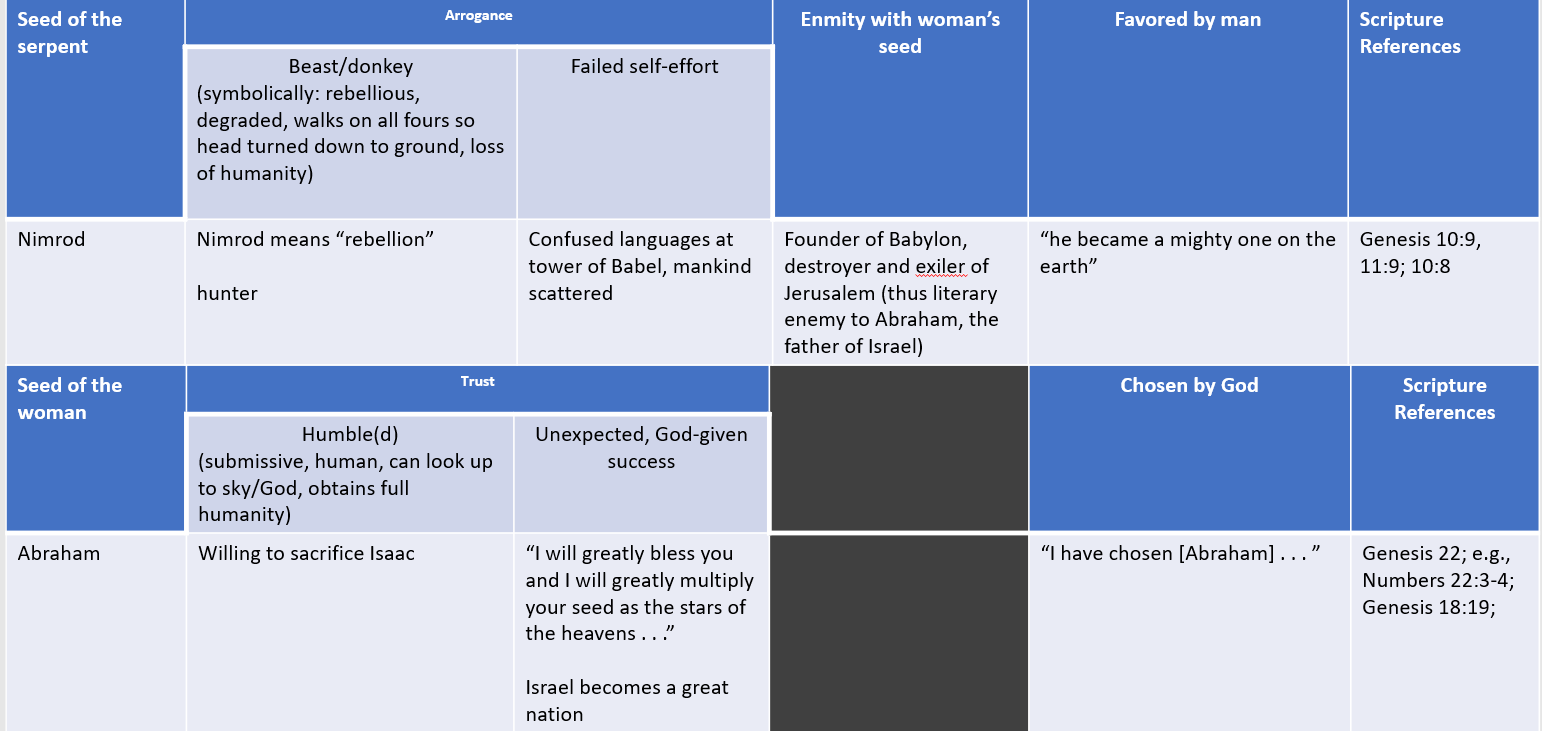 Seed of the
serpent
Arrogance
Enmity with woman’s
seed
Favored by man
Scripture
References
Beast/donkey
(symbolically: rebellious,
degraded, walks on all fours so
head turned down to ground, loss
of humanity)
Failed self-effort
Nimrod
Nimrod means “rebellion”
hunter
Confused languages at
tower of Babel, mankind
scattered
Founder of Babylon,
destroyer and exiler of
Jerusalem (thus literary
enemy to Abraham, the
father of Israel)
“he became a mighty one on the
earth”
Genesis 10:9,
11:9; 10:8
Seed of the
woman
Trust
Chosen by God
Scripture
References
Humble(d)
(submissive, human, can look up
to sky/God, obtains full
humanity)
Unexpected, God-given
success
Abraham
Willing to sacrifice Isaac
“I will greatly bless you
and I will greatly multiply
your seed as the stars of
the heavens . . .”
Israel becomes a great
nation
“I have chosen [Abraham] . . . ”
Genesis 22; e.g.,
Numbers 22:3-4;
Genesis 18:19;